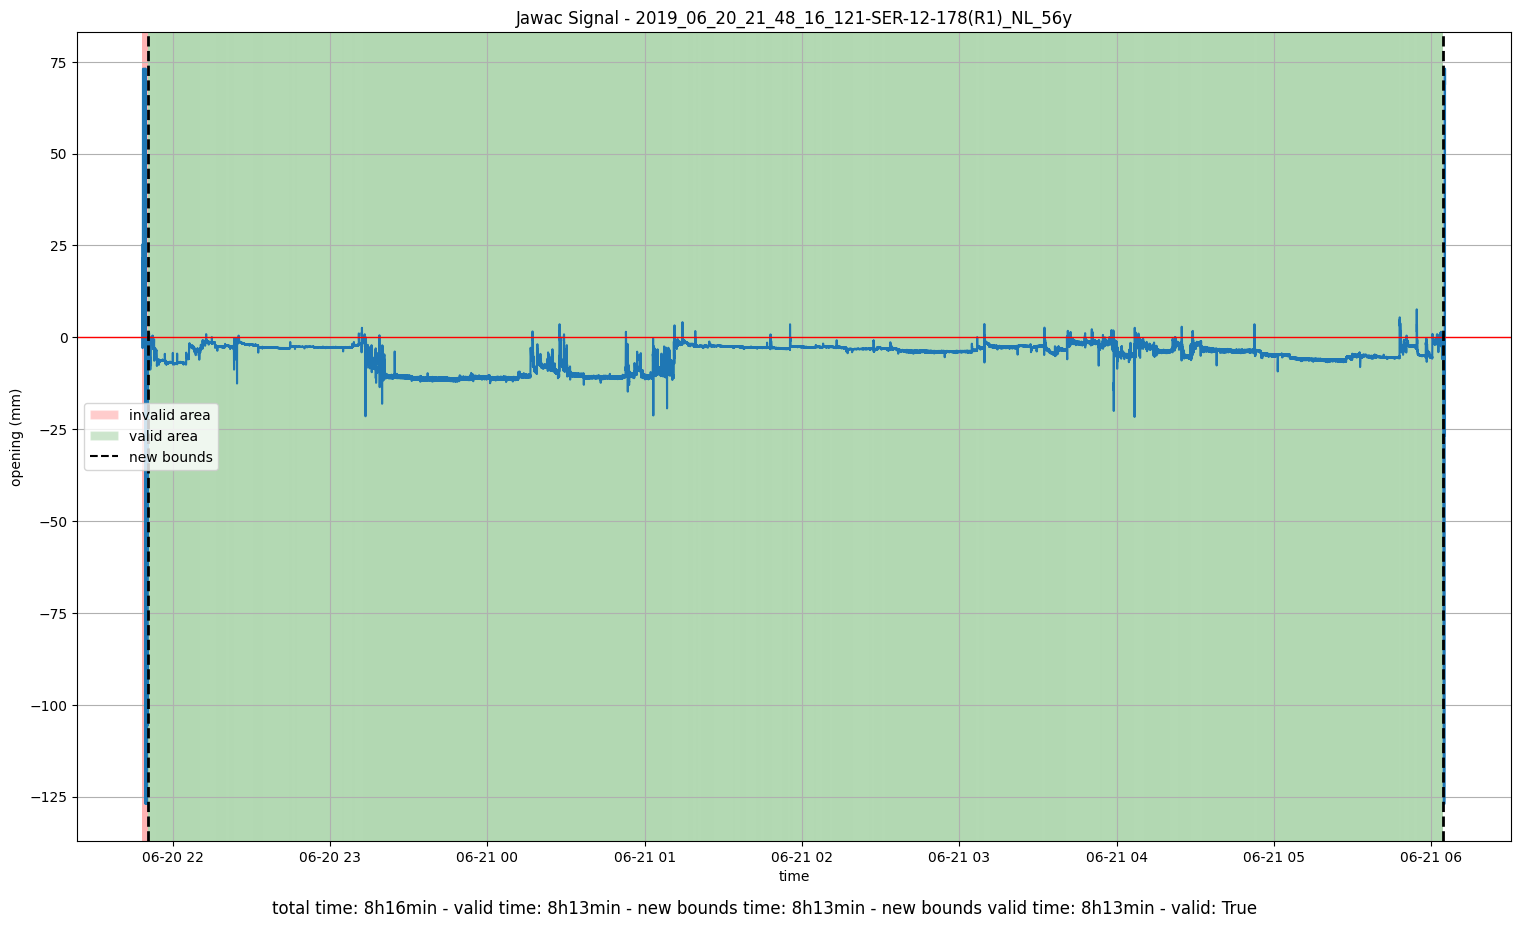 Jawac Signal - 2019_06_20_21_48_16_121-SER-12-178(R1)_NL_56y
75
50
25
0
−25
−50
−75
−100
−125
opening (mm)
invalid area
valid area
new bounds
06-20 22
06-20 23
06-21 00
06-21 01
06-21 02
06-21 03
06-21 04
06-21 05
06-21 06
time
total time: 8h16min - valid time: 8h13min - new bounds time: 8h13min - new bounds valid time: 8h13min - valid: True